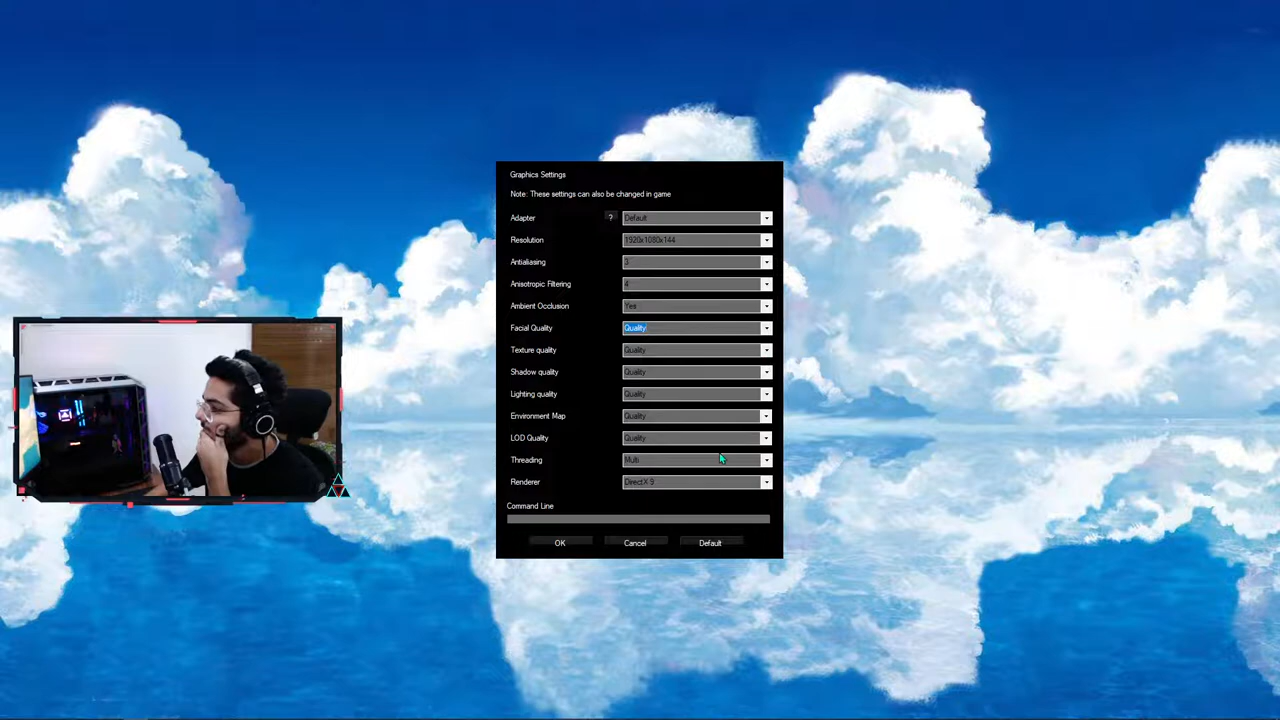 Graphics Settings
Note: These settings can also be changed in game
Adapter ? Default
Resolution 1920x1080x144
Antialiasing 3
Anisotropic Filtering 4
Ambient Occlusion Yes
Facial Quality Quality
Texture quality Quality
Shadow quality Quality
Lighting quality Quality
Environment Map Quality
LOD Quality Quality
Threading Multi
Renderer DirectX 9
Command Line
OK Cancel Default